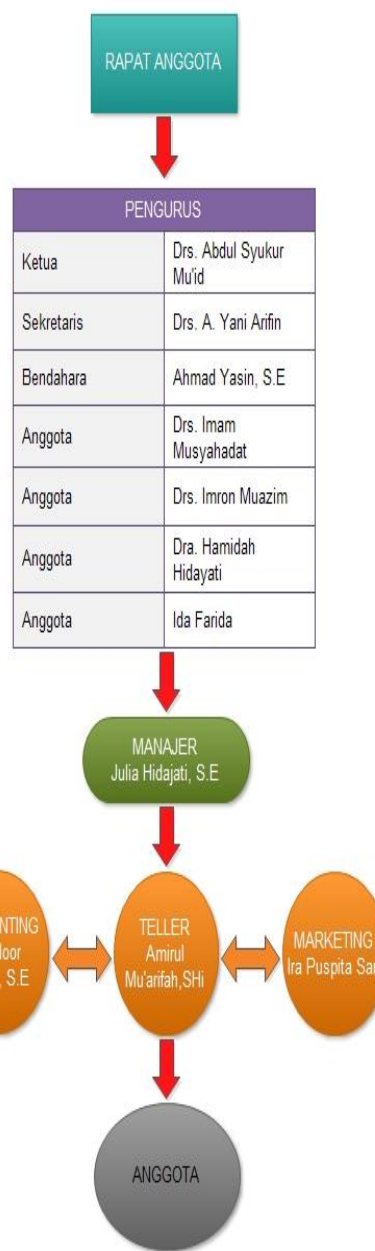 RAPAT ANGGOTA
PENGURUS
Ketua
Drs. Abdul Syukur
Mu'id
Sekretaris
Drs. A. Yani Arifin
Bendahara
Ahmad Yasin, S.E
Anggota
Drs. Imam
Musyahadat
Anggota
Drs. Imron Muazim
Anggota
Dra. Hamidah
Hidayati
Anggota
Ida Farida
MANAJER
Julia Hidajati, S.E
S.E
TELLER
Amirul
Mu'arifah,SHi
MARKETING
Ira Puspita
ANGGOTA